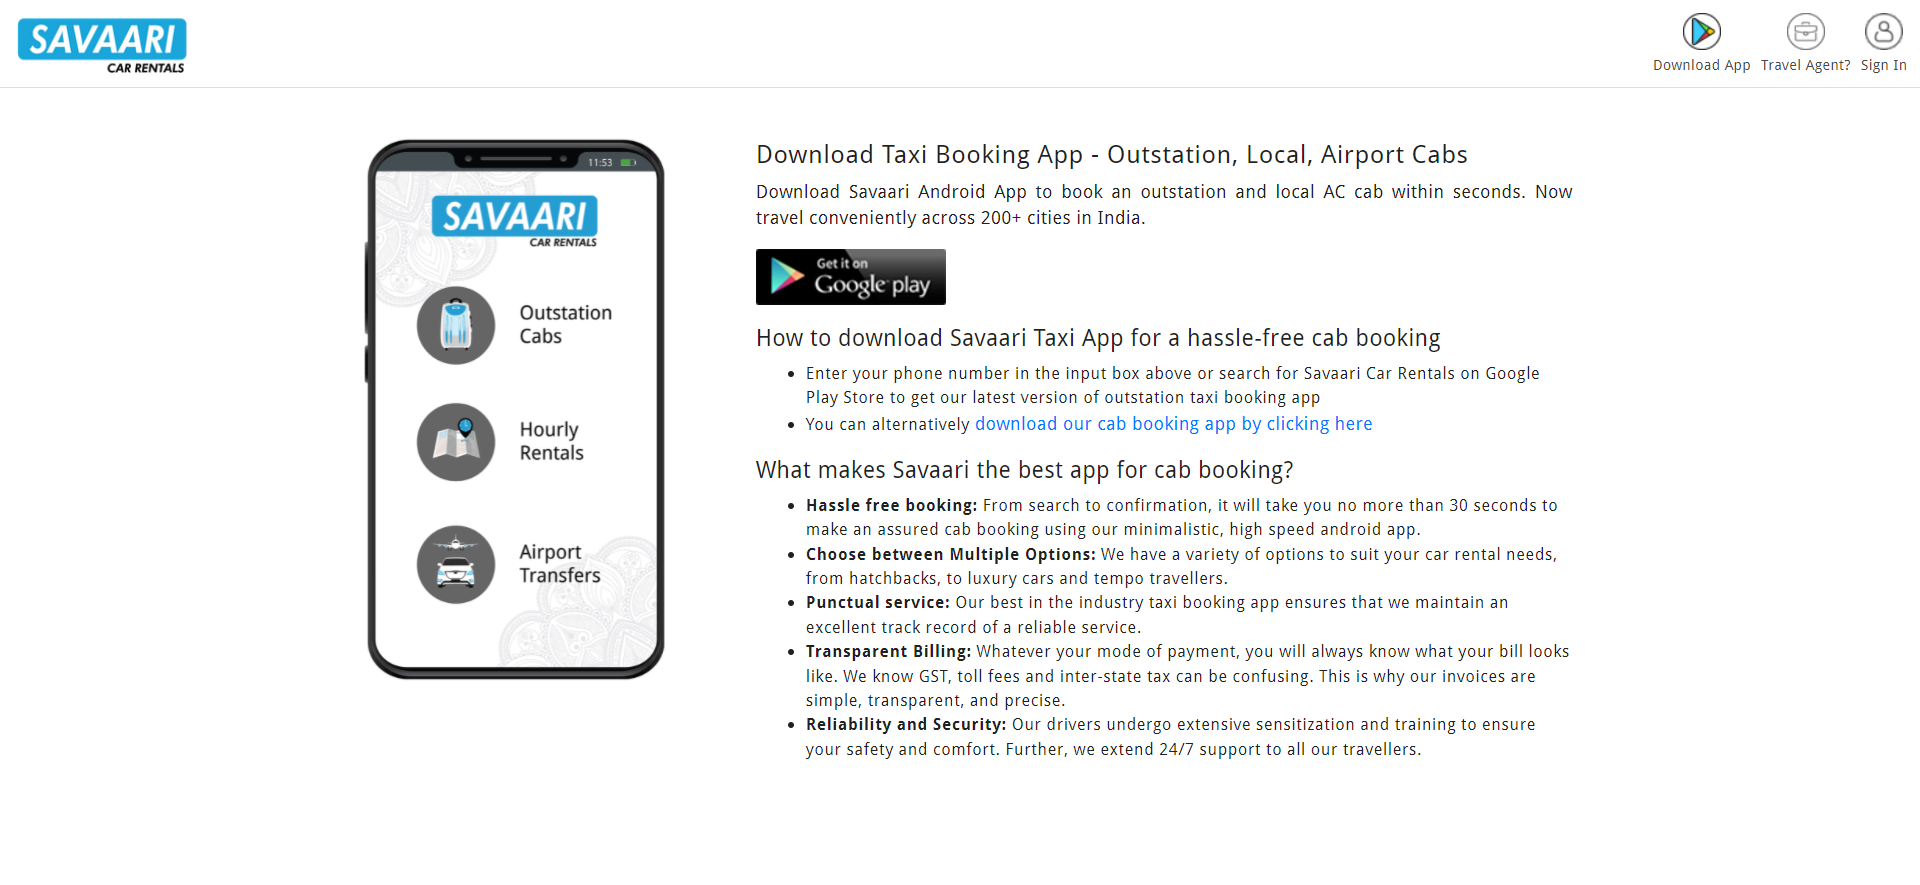 SAVAARI
CAR RENTALS
Download App
Travel Agent?
Sign In
11:53
SAVAARI
CAR RENTALS
Outstation
Cabs
Hourly
Rentals
Airport
Transfers
Download Taxi Booking App - Outstation, Local, Airport Cabs
Download Savaari Android App to book an outstation and local AC cab within seconds. Now
travel conveniently across 200+ cities in India.
Get it on
Google play
How to download Savaari Taxi App for a hassle-free cab booking
Enter your phone number in the input box above or search for Savaari Car Rentals on Google
Play Store to get our latest version of outstation taxi booking app
You can alternatively download our cab booking app by clicking here
What makes Savaari the best app for cab booking?
Hassle free booking: From search to confirmation, it will take you no more than 30 seconds to
make an assured cab booking using our minimalistic, high speed android app.
Choose between Multiple Options: We have a variety of options to suit your car rental needs,
from hatchbacks, to luxury cars and tempo travellers.
Punctual service: Our best in the industry taxi booking app ensures that we maintain an
excellent track record of a reliable service.
Transparent Billing: Whatever your mode of payment, you will always know what your bill looks
like. We know GST, toll fees and inter-state tax can be confusing. This is why our invoices are
simple, transparent, and precise.
Reliability and Security: Our drivers undergo extensive sensitization and training to ensure
your safety and comfort. Further, we extend 24/7 support to all our travellers.